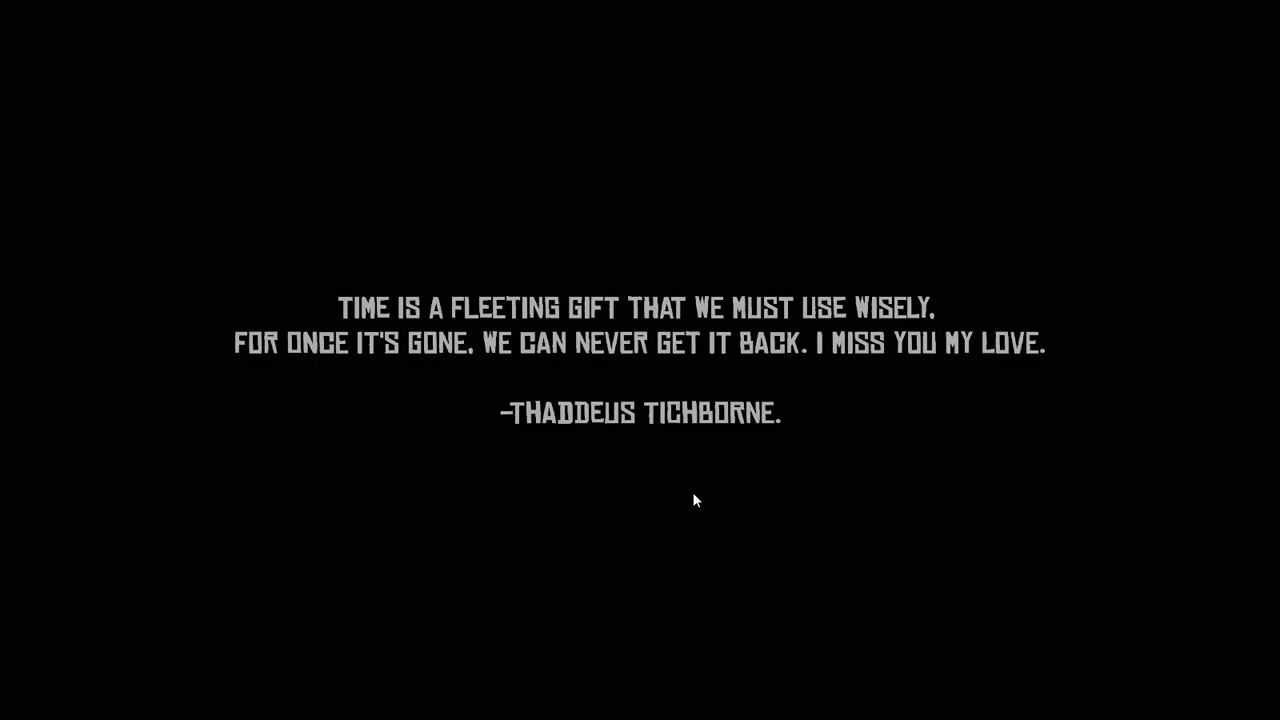 TIME IS A FLEETING GIFT THAT WE MUST USE WISELY,
FOR ONCE IT'S GONE, WE CAN NEVER GET IT BACK. I MISS YOU MY LOVE.
-THADDEUS TICHBORNE.